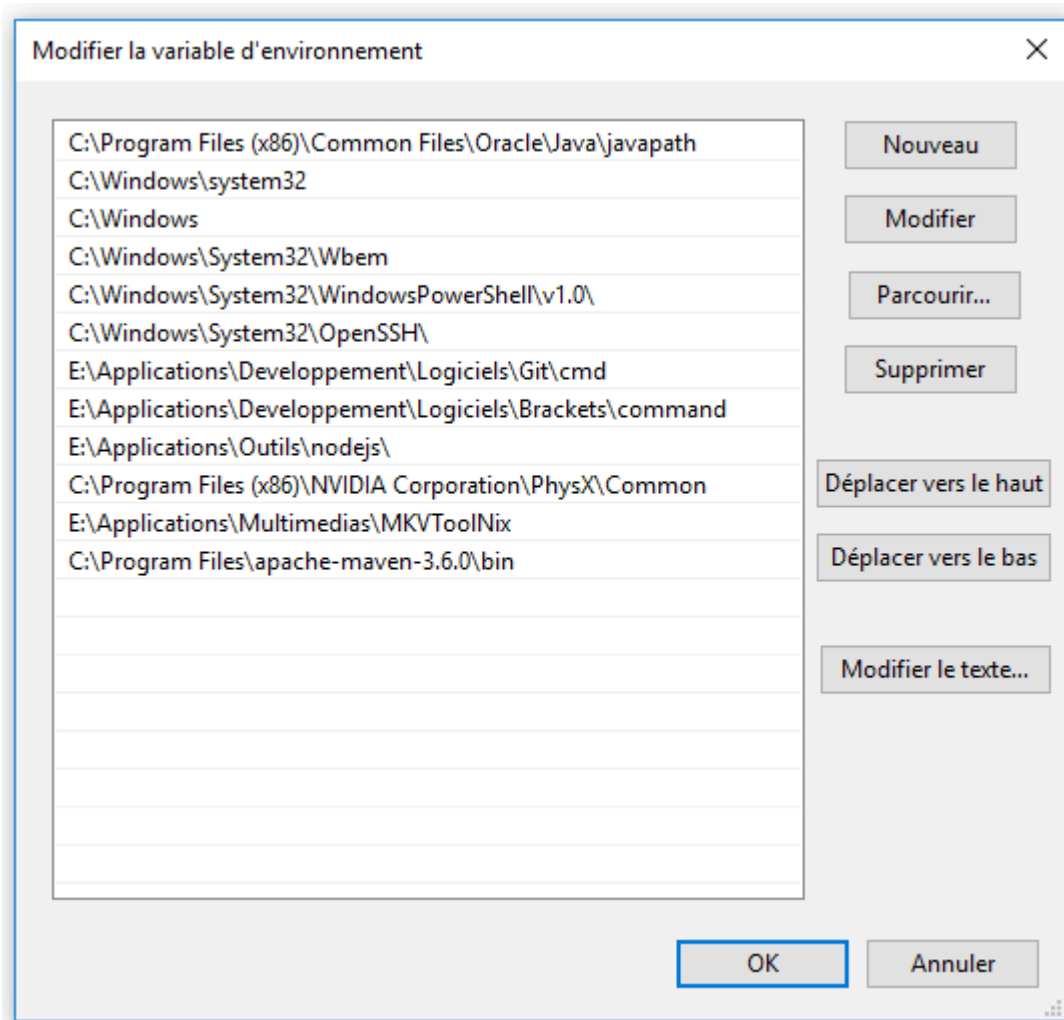 Modifier la variable d'environnement
C:\Program Files (x86)\Common Files\Oracle\Java\javapath
C:\Windows\system32
C:\Windows
C:\Windows\System32\Wbem
C:\Windows\System32\WindowsPowerShell\v1.0\
C:\Windows\System32\OpenSSH\
E:\Applications\Developpement\Logiciels\Git\cmd
E:\Applications\Developpement\Logiciels\Brackets\command
E:\Applications\Outils\nodejs\
C:\Program Files (x86)\NVIDIA Corporation\PhysX\Common
E:\Applications\Multimedias\MKVToolNix
C:\Program Files\apache-maven-3.6.0\bin
Nouveau
Modifier
Parcourir...
Supprimer
Déplacer vers le haut
Déplacer vers le bas
Modifier le texte...
OK
Annuler